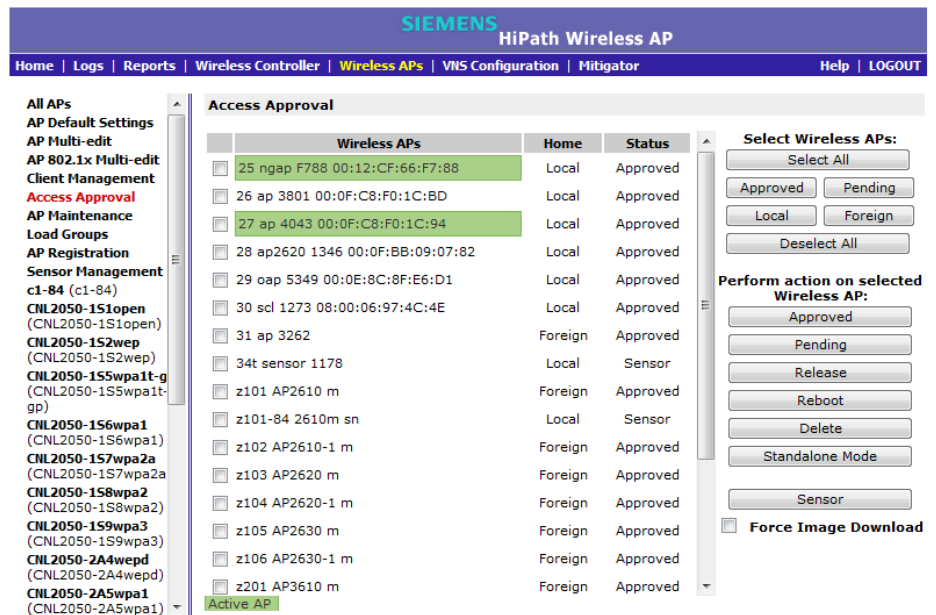 SIEMENS
HiPath Wireless AP
Home | Logs | Reports | Wireless Controller | Wireless APs | VNS Configuration | Mitigator Help | LOGOUT
All APs
AP Default Settings
AP Multi-edit
AP 802.1x Multi-edit
Client Management
Access Approval
AP Maintenance
Load Groups
AP Registration
Sensor Management
c1-84 (c1-84)
CNL2050-1S1open
(CNL2050-1S1open)
CNL2050-1S2wep
(CNL2050-1S2wep)
CNL2050-1S5wpa1t-g
(CNL2050-1S5wpa1t-
gp)
CNL2050-1S6wpa1
(CNL2050-1S6wpa1)
CNL2050-1S7wpa2a
(CNL2050-1S7wpa2a
CNL2050-1S8wpa2
(CNL2050-1S8wpa2)
CNL2050-1S9wpa3
(CNL2050-1S9wpa3)
CNL2050-2A4wepd
(CNL2050-2A4wepd)
CNL2050-2A5wpa1
(CNL2050-2A5wpa1)
Access Approval
Wireless APs Home Status
25 ngap F788 00:12:CF:66:F7:88 Local Approved
26 ap 3801 00:0F:C8:F0:1C:BD Local Approved
27 ap 4043 00:0F:C8:F0:1C:94 Local Approved
28 ap2620 1346 00:0F:BB:09:07:82 Local Approved
29 oap 5349 00:0E:8C:8F:E6:D1 Local Approved
30 scl 1273 08:00:06:97:4C:4E Local Approved
31 ap 3262 Foreign Approved
34t sensor 1178 Local Sensor
z101 AP2610 m Foreign Approved
z101-84 2610m sn Local Sensor
z102 AP2610-1 m Foreign Approved
z103 AP2620 m Foreign Approved
z104 AP2620-1 m Foreign Approved
z105 AP2630 m Foreign Approved
z106 AP2630-1 m Foreign Approved
z201 AP3610 m Foreign Approved
Active AP
Select Wireless APs:
Select All
Approved Pending
Local Foreign
Deselect All
Perform action on selected
Wireless AP:
Approved
Pending
Release
Reboot
Delete
Standalone Mode
Sensor
Force Image Download